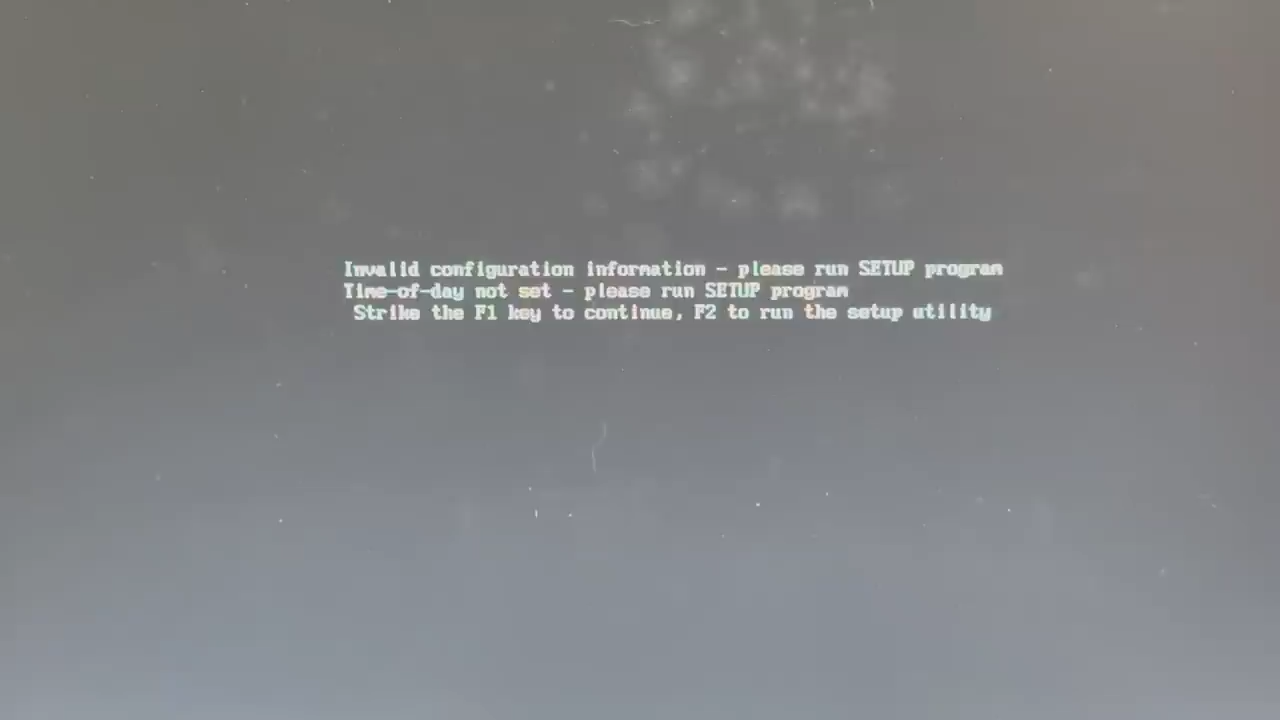 Invalid configuration information - please run SETUP program
Time-of-day not set - please run SETUP program
Strike the F1 key to continue, F2 to run the setup utility